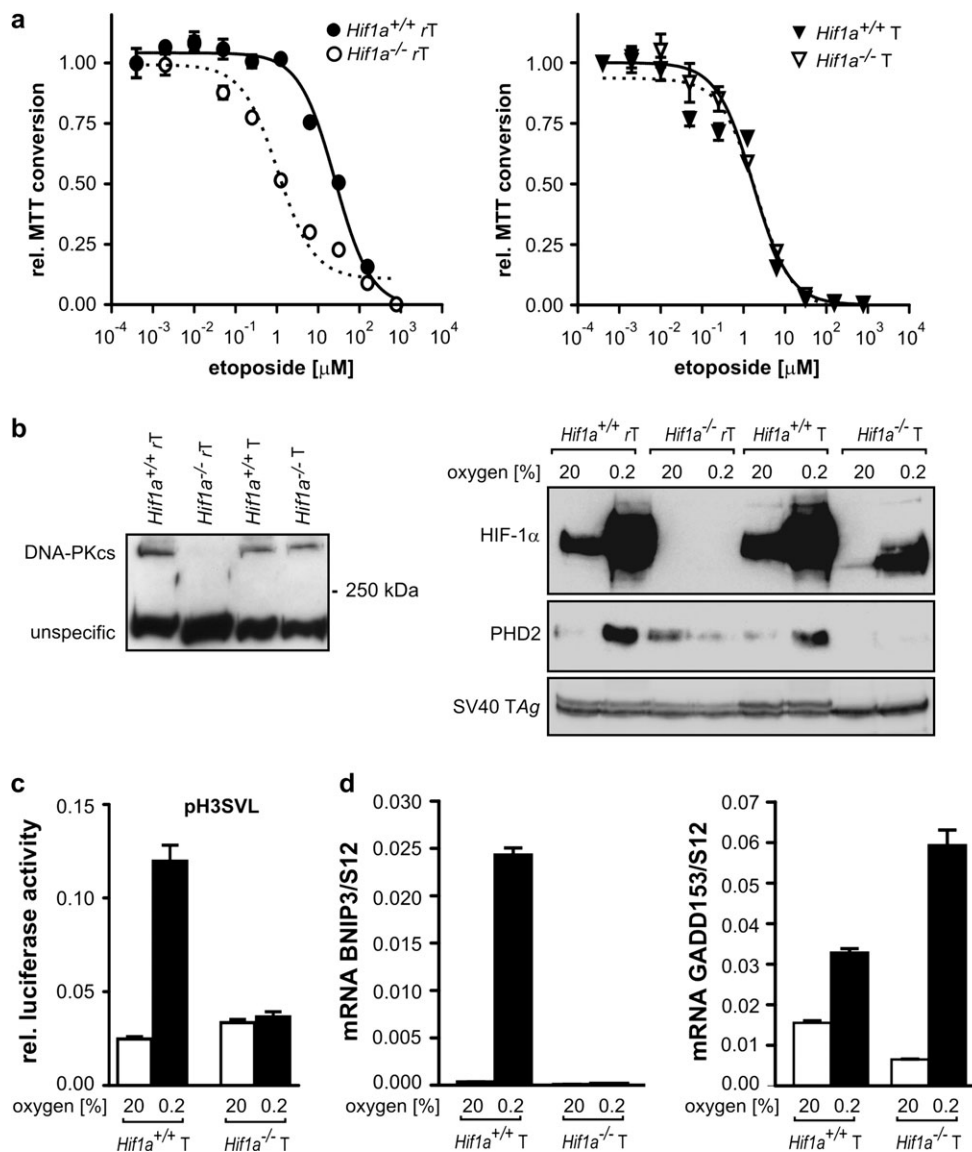 a
Hif1a+/+ rT
Hif1a-/- rT
rel. MTT conversion
1.00
0.75
0.50
0.25
0.00
10-4 10-3 10-2 10-1 1 101 102 103
etoposide [µM]
Hif1a+/+ T
Hif1a-/- T
rel. MTT conversion
1.00
0.75
0.50
0.25
0.00
10-4 10-3 10-2 10-1 1 101 102 103
etoposide [µM]
b
Hif1a+/+ rT
Hif1a-/- rT
Hif1a+/+ T
Hif1a-/- T
DNA-PKcs
- 250 kDa
unspecific
Hif1a+/+ rT Hif1a-/- rT Hif1a+/+ T Hif1a-/- T
oxygen [%] 20 0.2 20 0.2 20 0.2 20 0.2
HIF-1α
PHD2
SV40 TAg
c
pH3SVL
rel. luciferase activity
0.15
0.10
0.05
0.00
oxygen [%] 20 0.2 20 0.2
Hif1a+/+ T Hif1a-/- T
d
mRNA BNIP3/S12
0.030
0.025
0.020
0.015
0.010
0.005
0.000
oxygen [%] 20 0.2 20 0.2
Hif1a+/+ T Hif1a-/- T
mRNA GADD153/S12
0.07
0.06
0.05
0.04
0.03
0.02
0.01
0.00
oxygen [%] 20 0.2 20 0.2
Hif1a+/+ T Hif1a-/- T